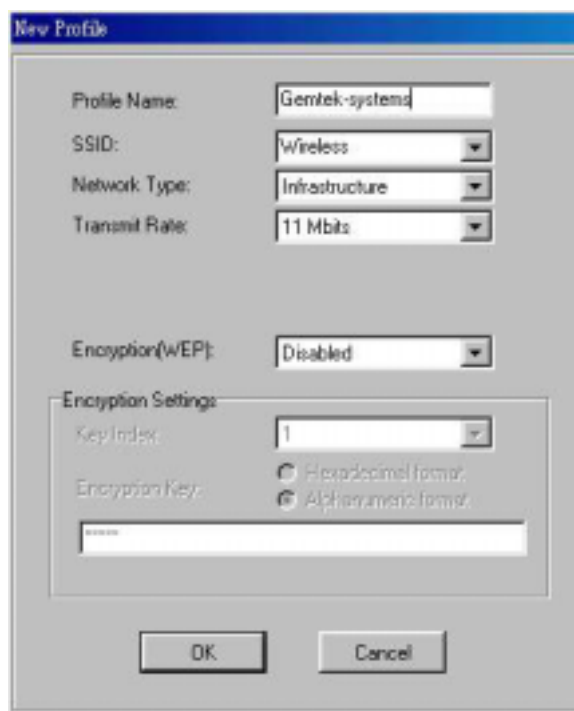 New Profile
Profile Name: Gemtek-systems
SSID: Wireless
Network Type: Infrastructure
Transmit Rate: 11 Mbits
Encryption(WEP): Disabled
Encryption Settings
Key Index: 1
Encryption Key: Hexadecimal format
Alphanumeric format
*****
OK Cancel